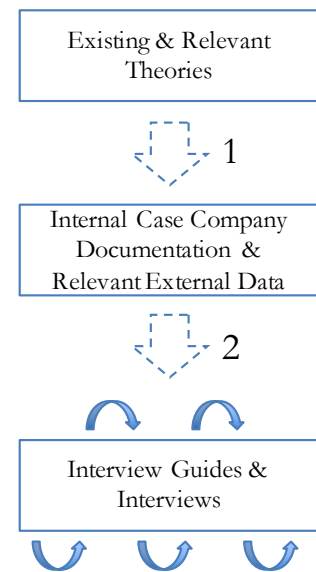 Existing & Relevant
Theories
1
Internal Case Company
Documentation &
Relevant External Data
2
Interview Guides &
Interviews